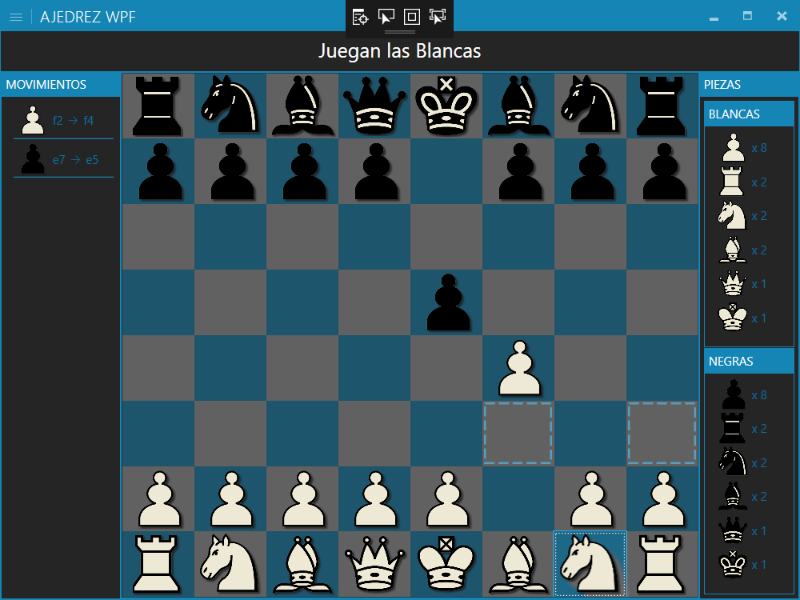 AJEDREZ WPF
Juegan las Blancas
MOVIMIENTOS
f2 → f4
e7 → e5
PIEZAS
BLANCAS
x 8
x 2
x 2
x 2
x 1
x 1
NEGRAS
x 8
x 2
x 2
x 2
x 1
x 1